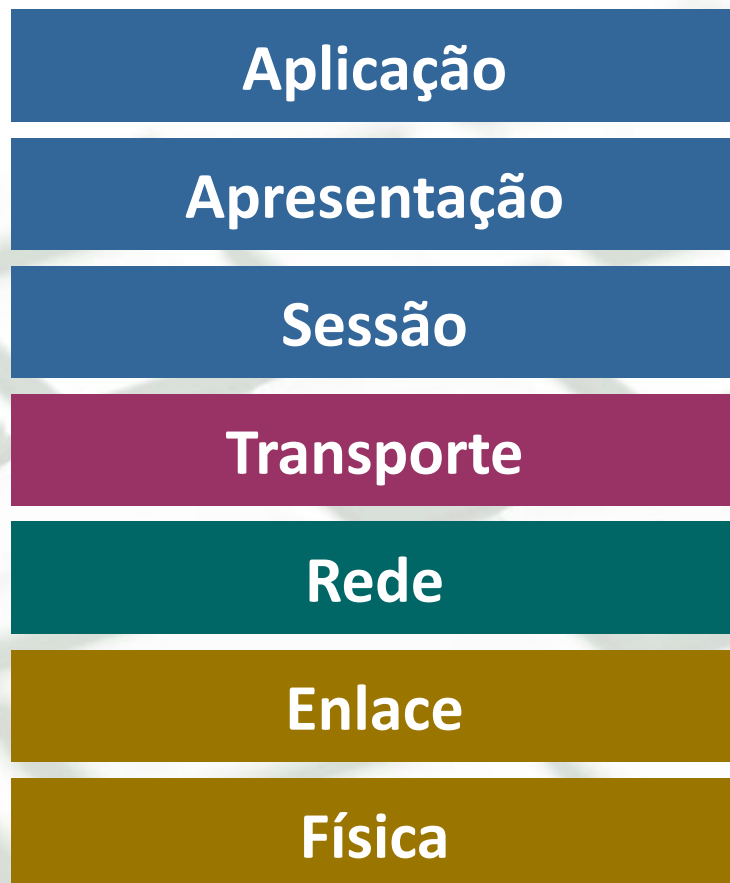 Aplicação
Apresentação
Sessão
Transporte
Rede
Enlace
Física